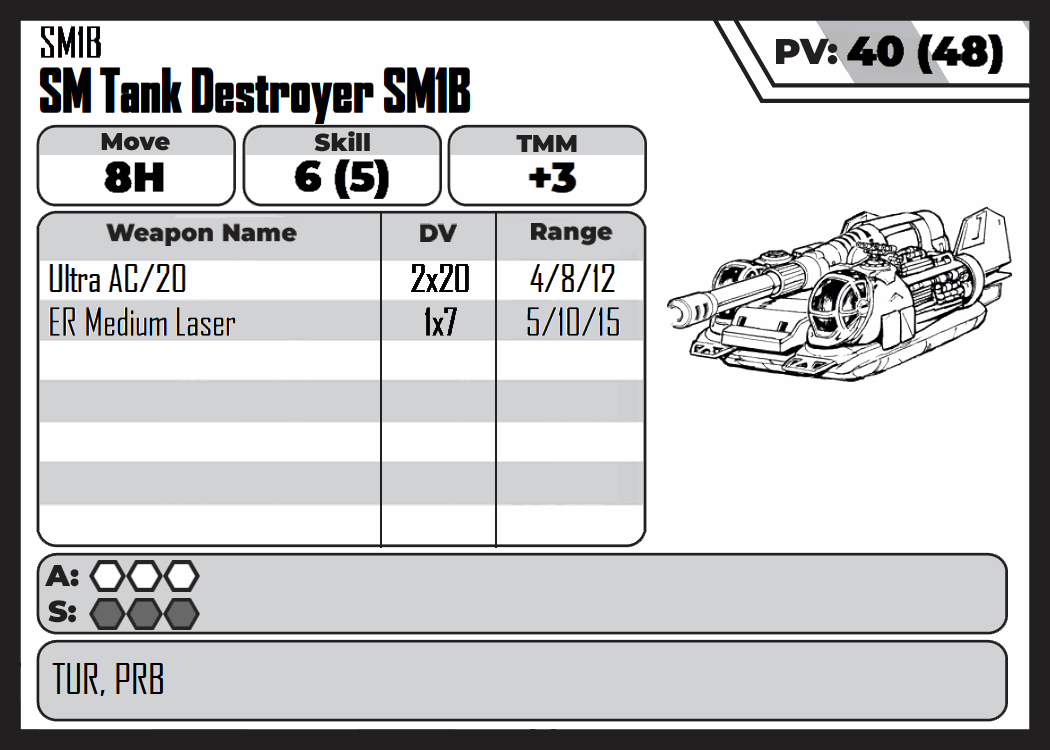 SM1B
SM Tank Destroyer SM1B
PV: 40 (48)
Move Skill TMM
8H 6 (5) +3
Weapon Name DV Range
Ultra AC/20 2x20 4/8/12
ER Medium Laser 1x7 5/10/15
A:
S:
TUR, PRB